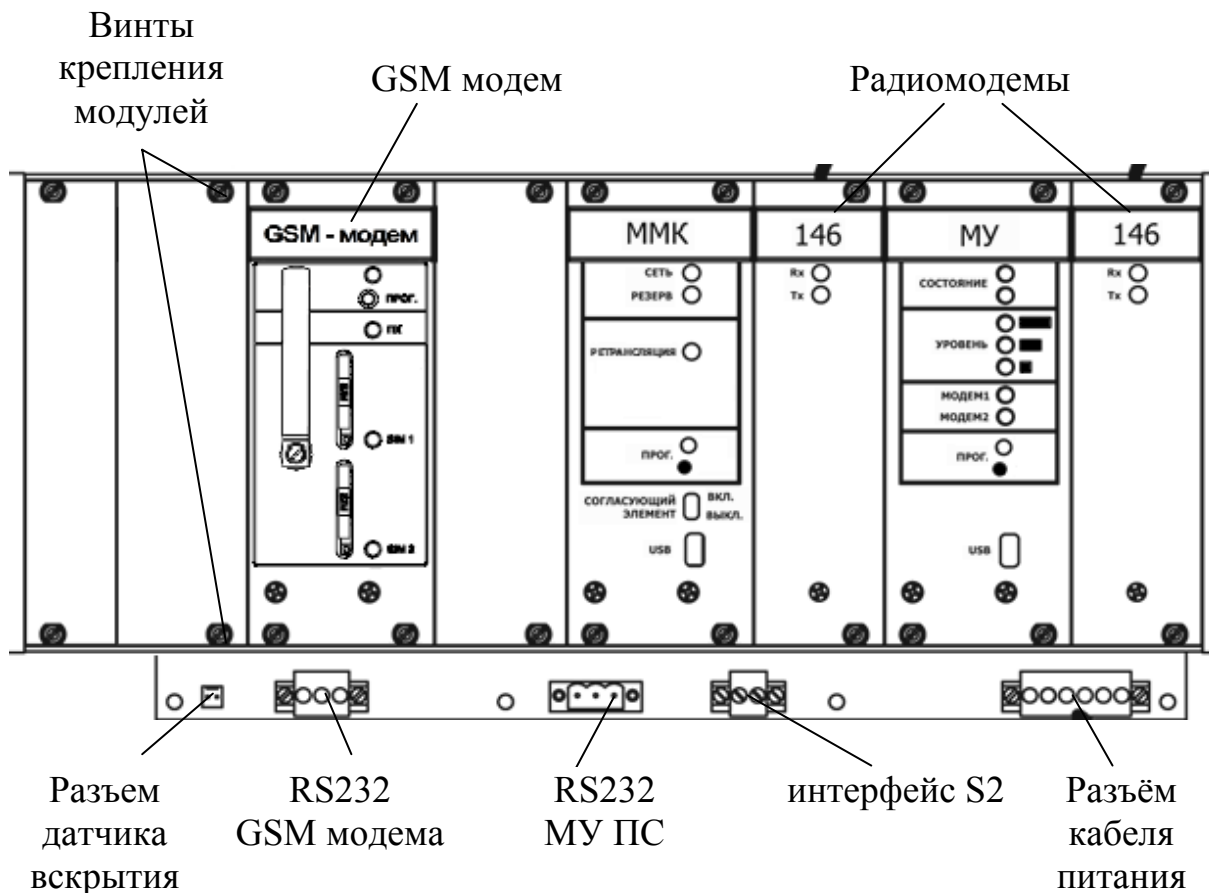 Винты
крепления
модулей
GSM модем
Радиомодемы
GSM - модем
ПРОГ.
ПХ
SIM 1
SIM 2
ММК
СЕТЬ
РЕЗЕРВ
РЕТРАНСЛЯЦИЯ
ПРОГ.
СОГЛАСУЮЩИЙ
ЭЛЕМЕНТ
ВКЛ.
ВЫКЛ.
USB
146
Rx
Tx
МУ
СОСТОЯНИЕ
УРОВЕНЬ
МОДЕМ1
МОДЕМ2
ПРОГ.
USB
146
Rx
Tx
Разъем
датчика
вскрытия
RS232
GSM модема
RS232
МУ ПС
интерфейс S2
Разъём
кабеля
питания